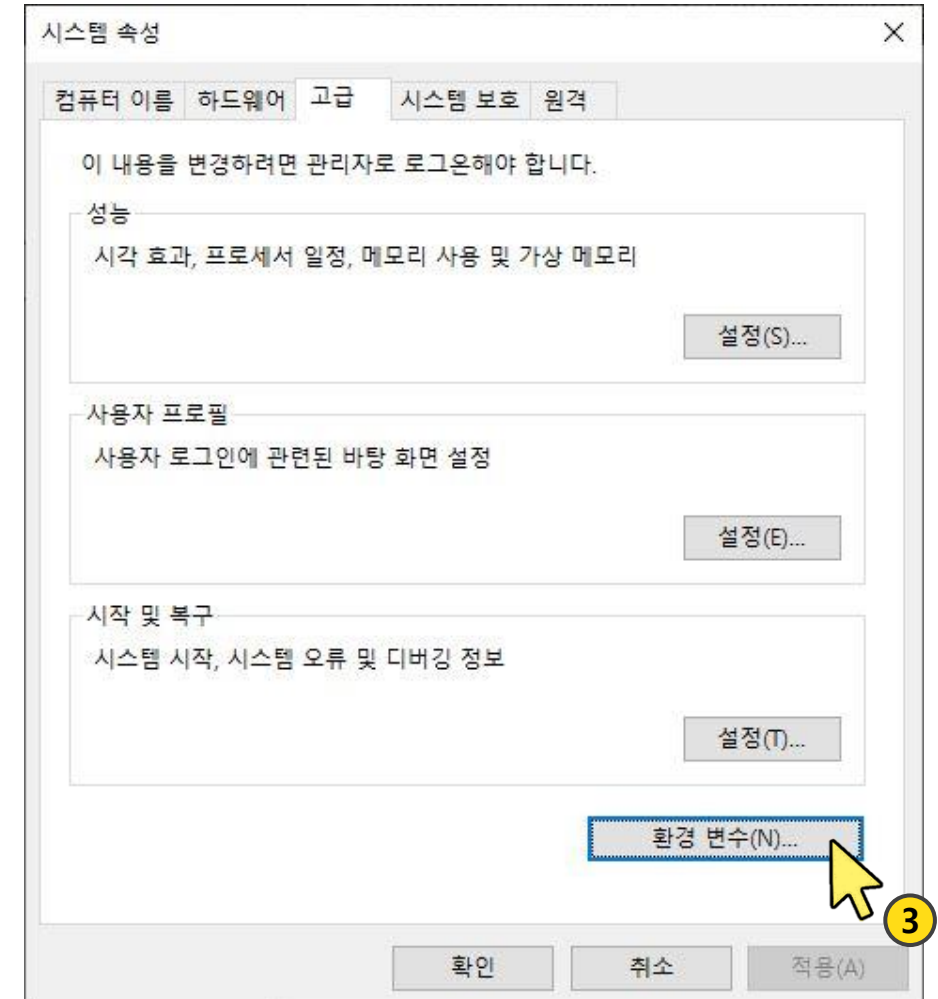 시스템 속성
컴퓨터 이름 하드웨어 고급 시스템 보호 원격
이 내용을 변경하려면 관리자로 로그온해야 합니다.
성능
시각 효과, 프로세서 일정, 메모리 사용 및 가상 메모리
설정(S)...
사용자 프로필
사용자 로그인에 관련된 바탕 화면 설정
설정(E)...
시작 및 복구
시스템 시작, 시스템 오류 및 디버깅 정보
설정(T)...
환경 변수(N)...
3
확인 취소 적용(A)